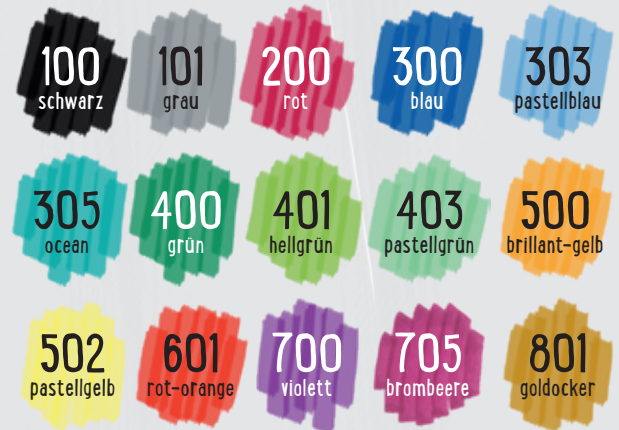 100 101 200 300 303
schwarz grau rot blau pastellblau
305 400 401 403 500
ocean grün hellgrün pastellgrün brillant-gelb
502 601 700 705 801
pastellgelb rot-orange violett brombeere goldocker